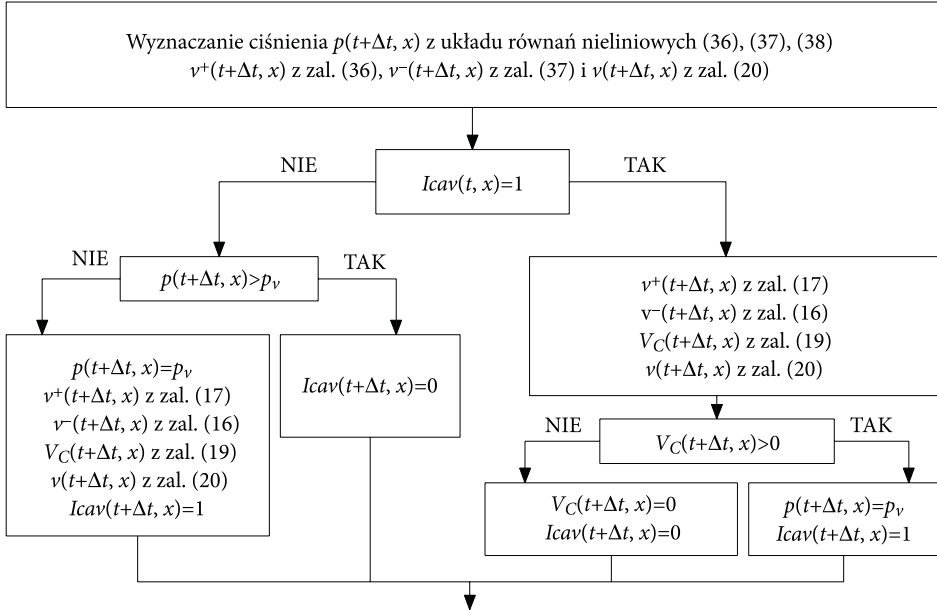 Wyznaczanie ciśnienia p(t+Δt, x) z układu równań nieliniowych (36), (37), (38)
v⁺(t+Δt, x) z zal. (36), v⁻(t+Δt, x) z zal. (37) i v(t+Δt, x) z zal. (20)
NIE
Icav(t, x)=1
TAK
NIE
p(t+Δt, x)>pᵥ
TAK
p(t+Δt, x)=pᵥ
v⁺(t+Δt, x) z zal. (17)
v⁻(t+Δt, x) z zal. (16)
V_C(t+Δt, x) z zal. (19)
v(t+Δt, x) z zal. (20)
Icav(t+Δt, x)=1
Icav(t+Δt, x)=0
v⁺(t+Δt, x) z zal. (17)
v⁻(t+Δt, x) z zal. (16)
V_C(t+Δt, x) z zal. (19)
v(t+Δt, x) z zal. (20)
NIE
V_C(t+Δt, x)>0
TAK
V_C(t+Δt, x)=0
Icav(t+Δt, x)=0
p(t+Δt, x)=pᵥ
Icav(t+Δt, x)=1